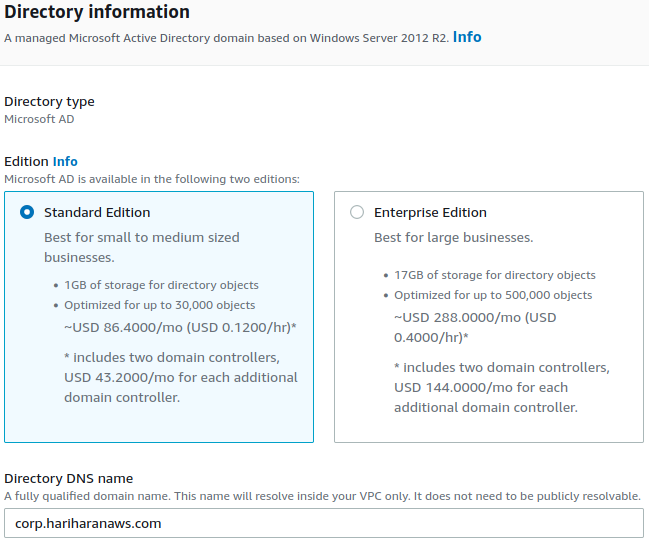 Directory information
A managed Microsoft Active Directory domain based on Windows Server 2012 R2. Info
Directory type
Microsoft AD
Edition Info
Microsoft AD is available in the following two editions:
Standard Edition
Best for small to medium sized
businesses.
• 1GB of storage for directory objects
• Optimized for up to 30,000 objects
~USD 86.4000/mo (USD 0.1200/hr)*
* includes two domain controllers,
USD 43.2000/mo for each additional
domain controller.
Enterprise Edition
Best for large businesses.
• 17GB of storage for directory objects
• Optimized for up to 500,000 objects
~USD 288.0000/mo (USD
0.4000/hr)*
* includes two domain controllers,
USD 144.0000/mo for each
additional domain controller.
Directory DNS name
A fully qualified domain name. This name will resolve inside your VPC only. It does not need to be publicly resolvable.
corp.hariharanaws.com